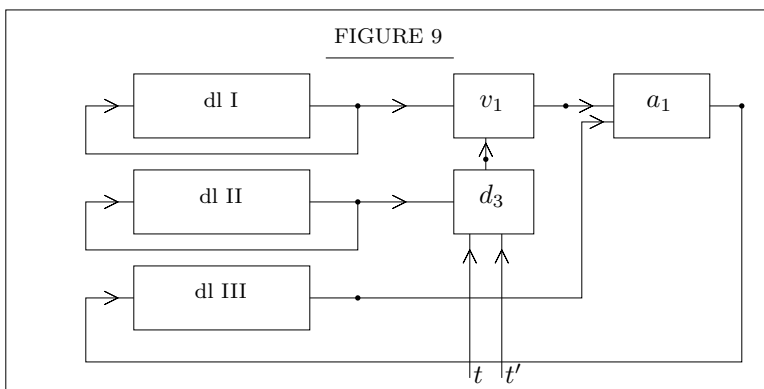 FIGURE 9
dl I
v₁
a₁
dl II
d₃
dl III
t t′